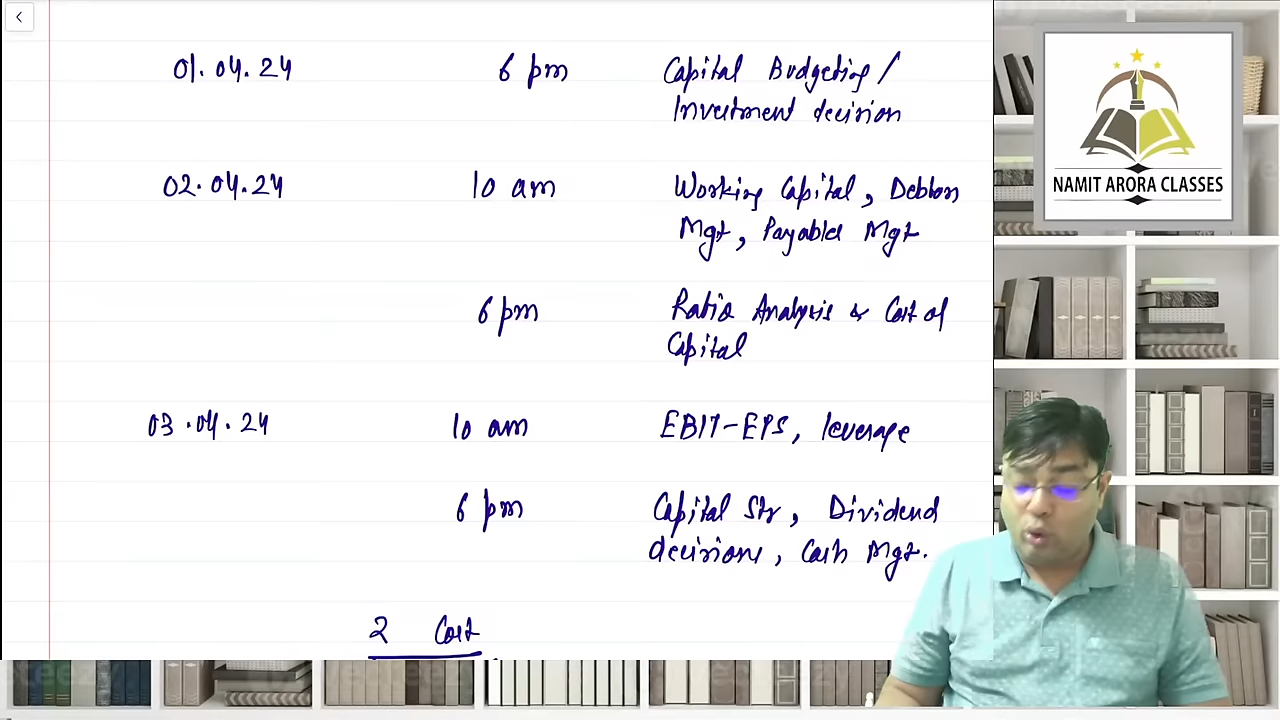 01.04.24 6 pm Capital Budgeting /
Investment decision
02.04.24 10 am Working Capital, Debtors
Mgt, Payables Mgt
6 pm Ratio Analysis & Cost of
Capital
03.04.24 10 am EBIT-EPS, leverage
6 pm Capital Str, Dividend
decisions, Cash Mgt.
2 Cost
NAMIT ARORA CLASSES